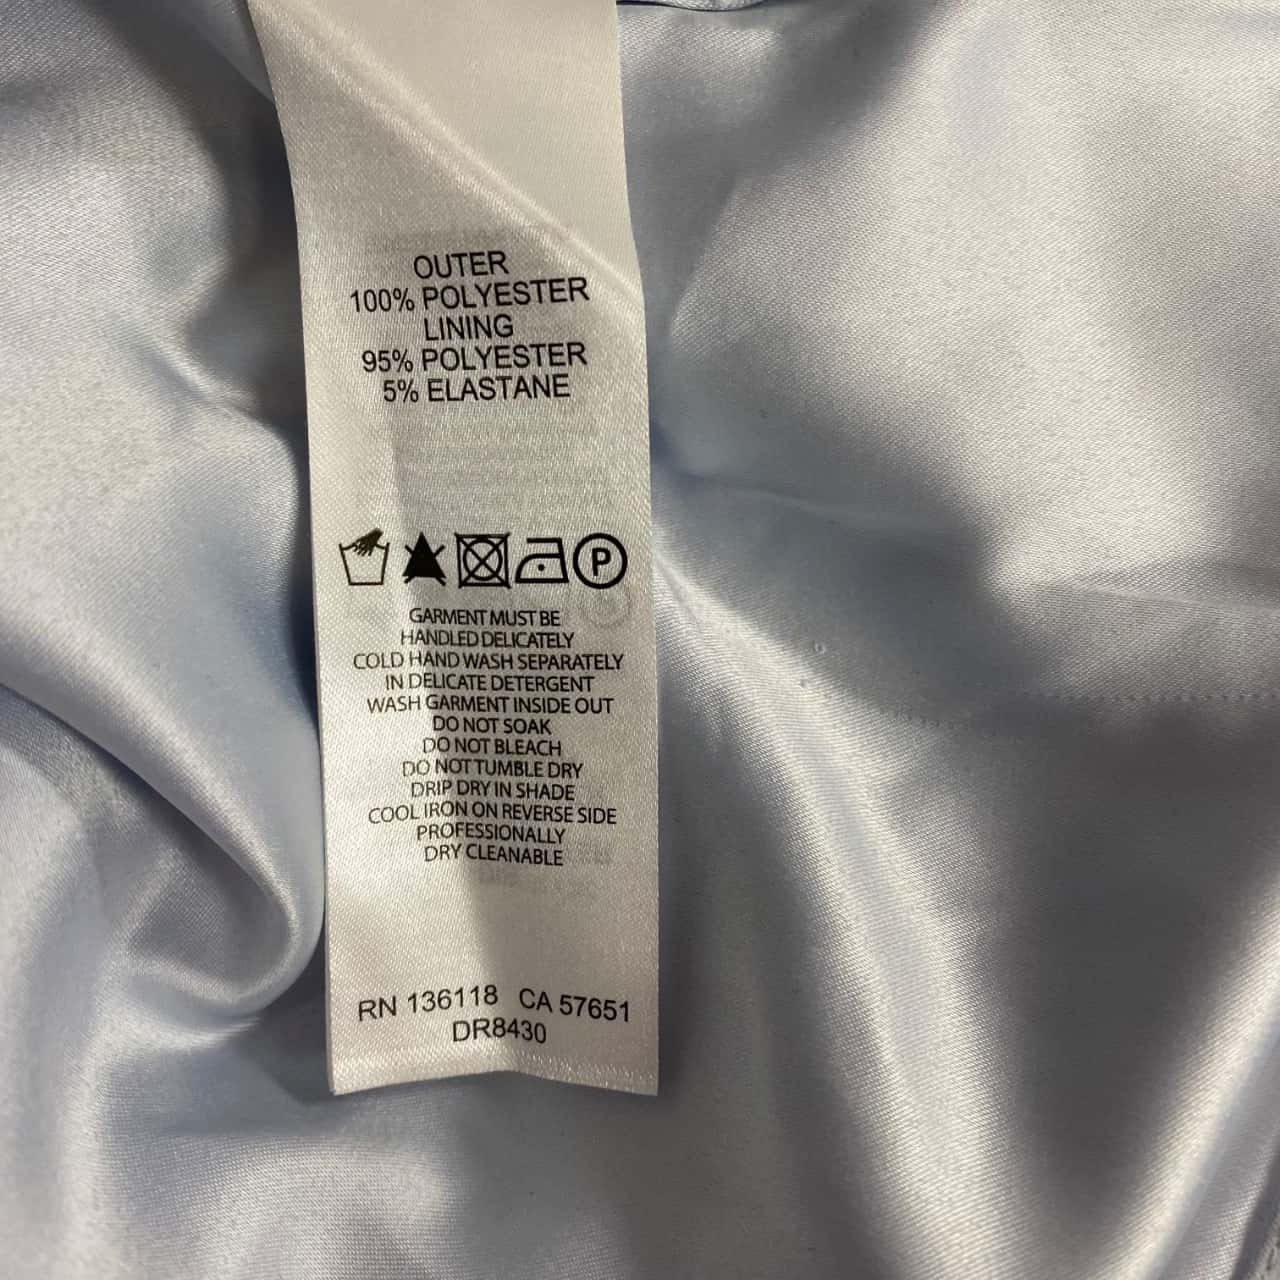 OUTER
100% POLYESTER
LINING
95% POLYESTER
5% ELASTANE
P
GARMENT MUST BE
HANDLED DELICATELY
COLD HAND WASH SEPARATELY
IN DELICATE DETERGENT
WASH GARMENT INSIDE OUT
DO NOT SOAK
DO NOT BLEACH
DO NOT TUMBLE DRY
DRIP DRY IN SHADE
COOL IRON ON REVERSE SIDE
PROFESSIONALLY
DRY CLEANABLE
RN 136118 CA 57651
DR8430